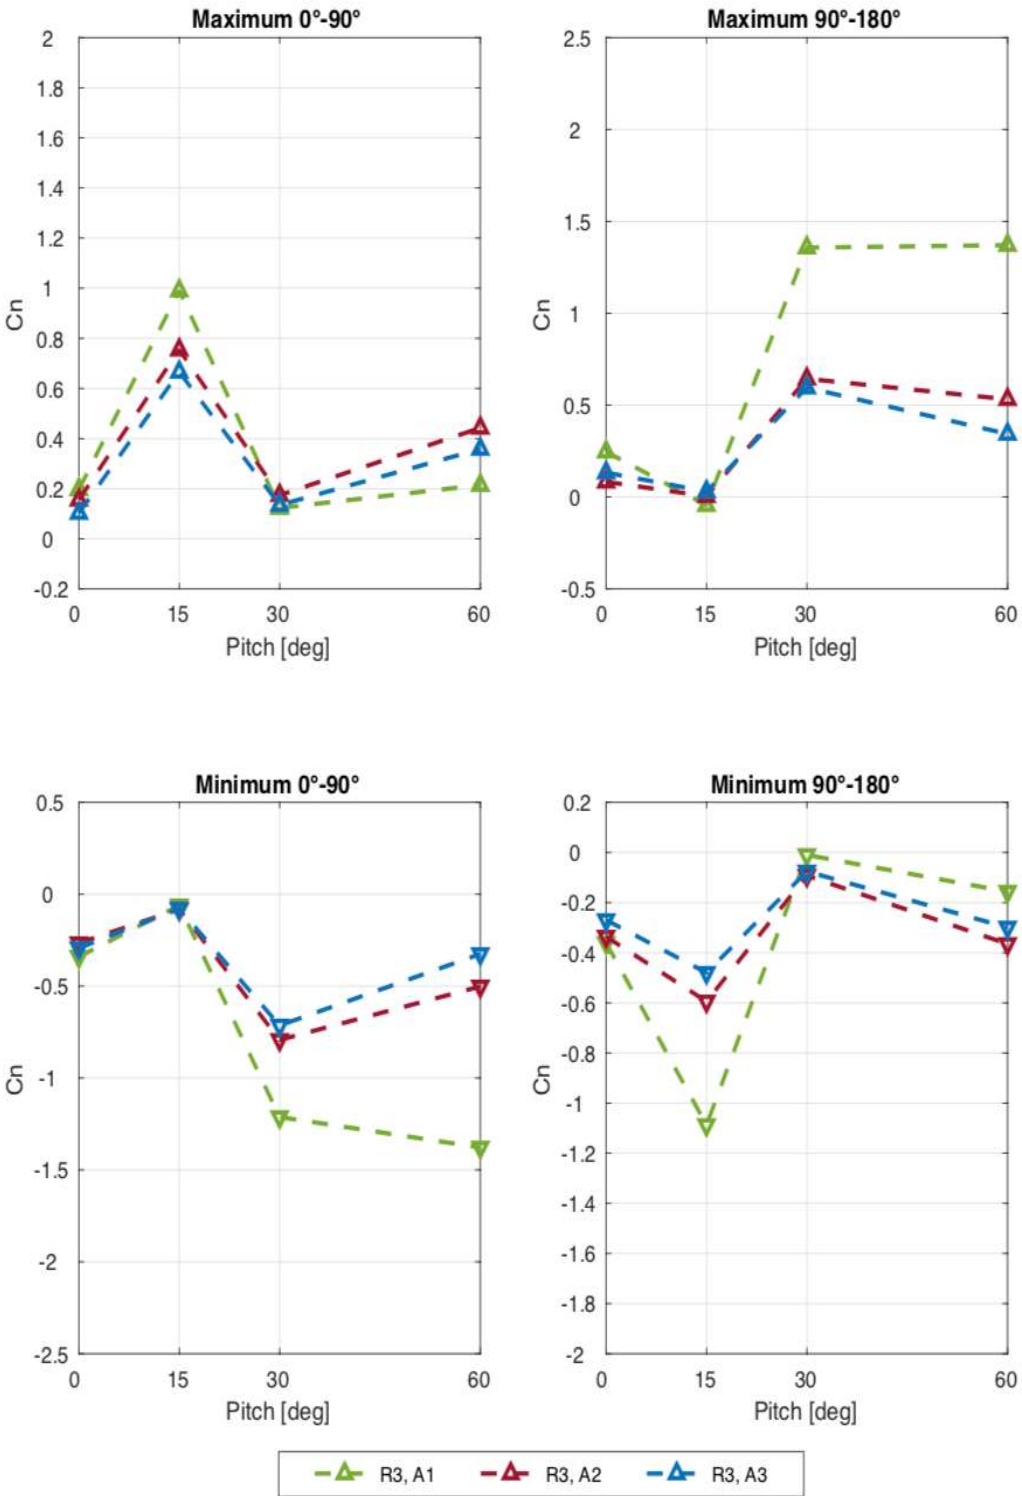 Maximum 0°-90°
2
1.8
1.6
1.4
1.2
1
0.8
0.6
0.4
0.2
0
-0.2
Cn
0 15 30 60
Pitch [deg]
Maximum 90°-180°
2.5
2
1.5
1
0.5
0
-0.5
Cn
0 15 30 60
Pitch [deg]
Minimum 0°-90°
0.5
0
-0.5
-1
-1.5
-2
-2.5
Cn
0 15 30 60
Pitch [deg]
Minimum 90°-180°
0.2
0
-0.2
-0.4
-0.6
-0.8
-1
-1.2
-1.4
-1.6
-1.8
-2
Cn
0 15 30 60
Pitch [deg]
R3, A1 R3, A2 R3, A3